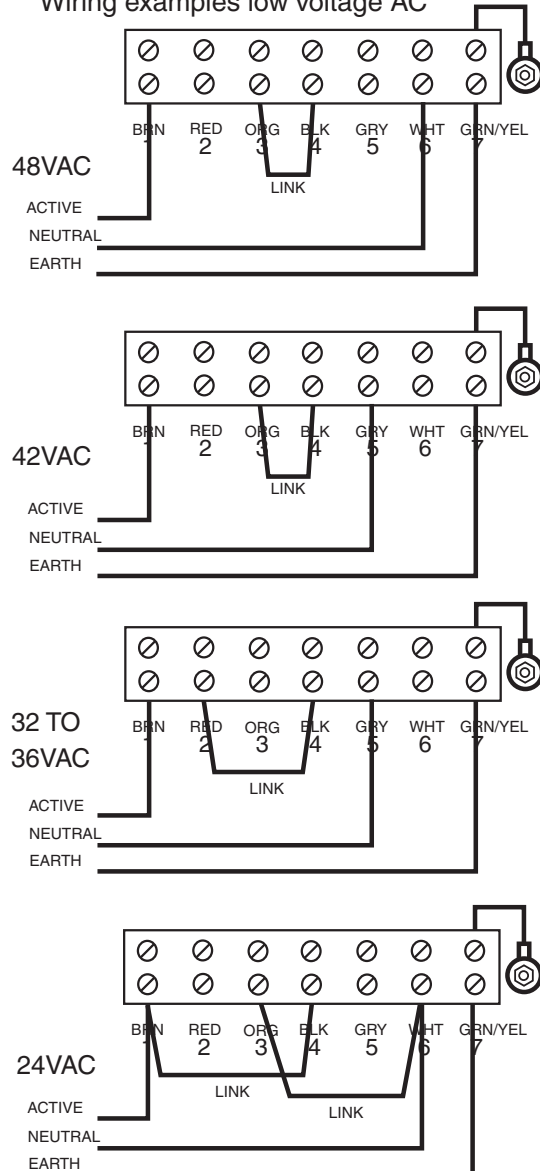 Wiring examples low voltage AC
BRN RED ORG BLK GRY WHT GRN/YEL
1 2 3 4 5 6 7
48VAC
LINK
ACTIVE
NEUTRAL
EARTH
BRN RED ORG BLK GRY WHT GRN/YEL
1 2 3 4 5 6 7
42VAC
LINK
ACTIVE
NEUTRAL
EARTH
BRN RED ORG BLK GRY WHT GRN/YEL
1 2 3 4 5 6 7
32 TO
36VAC
LINK
ACTIVE
NEUTRAL
EARTH
BRN RED ORG BLK GRY WHT GRN/YEL
1 2 3 4 5 6 7
24VAC
LINK
LINK
ACTIVE
NEUTRAL
EARTH